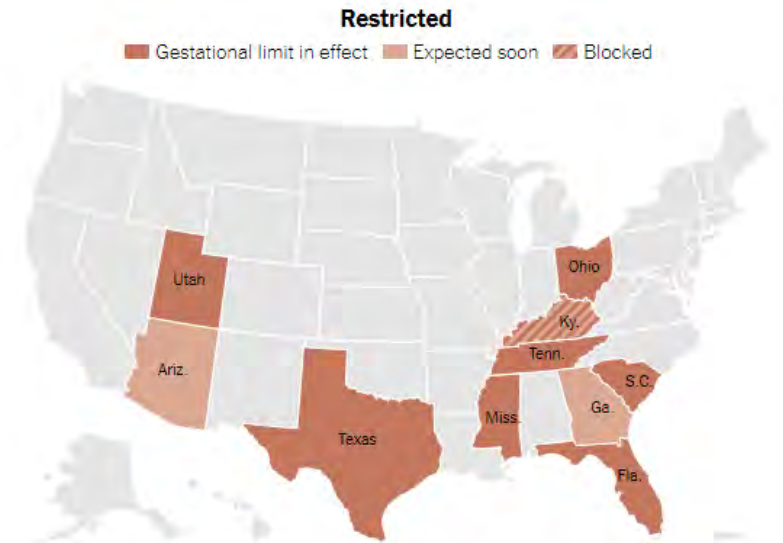 Restricted
Gestational limit in effect Expected soon Blocked
Utah
Ohio
Ky.
Tenn.
Ariz.
S.C.
Ga.
Miss.
Texas
Fla.